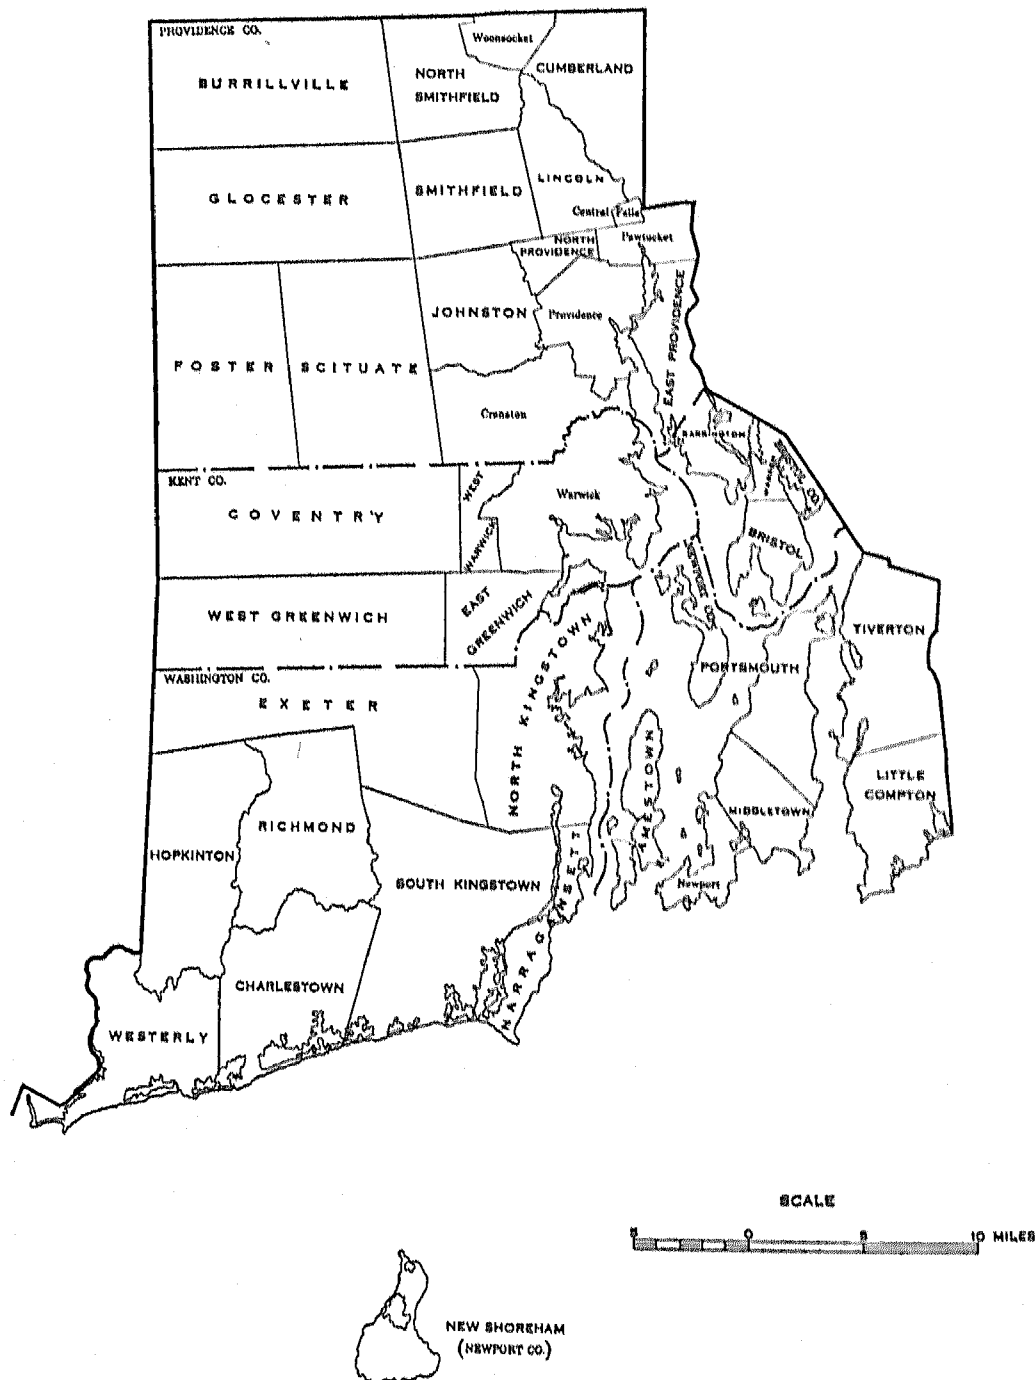 PROVIDENCE CO.
Woonsocket
BURRILLVILLE
NORTH
SMITHFIELD
CUMBERLAND
GLOCESTER
SMITHFIELD
LINCOLN
Central Falls
NORTH
PROVIDENCE
Pawtucket
JOHNSTON
Providence
EAST PROVIDENCE
FOSTER
SCITUATE
Cranston
BARRINGTON
KENT CO.
COVENTRY
WEST
WARWICK
Warwick
BRISTOL
NEWPORT CO
WEST GREENWICH
EAST
GREENWICH
TIVERTON
PORTSMOUTH
WASHINGTON CO.
EXETER
NORTH KINGSTOWN
JAMESTOWN
LITTLE
COMPTON
MIDDLETOWN
HOPKINTON
RICHMOND
SOUTH KINGSTOWN
Newport
NARRAGANSETT
CHARLESTOWN
WESTERLY
SCALE
5 0 5 10 MILES
NEW SHOREHAM
(NEWPORT CO.)